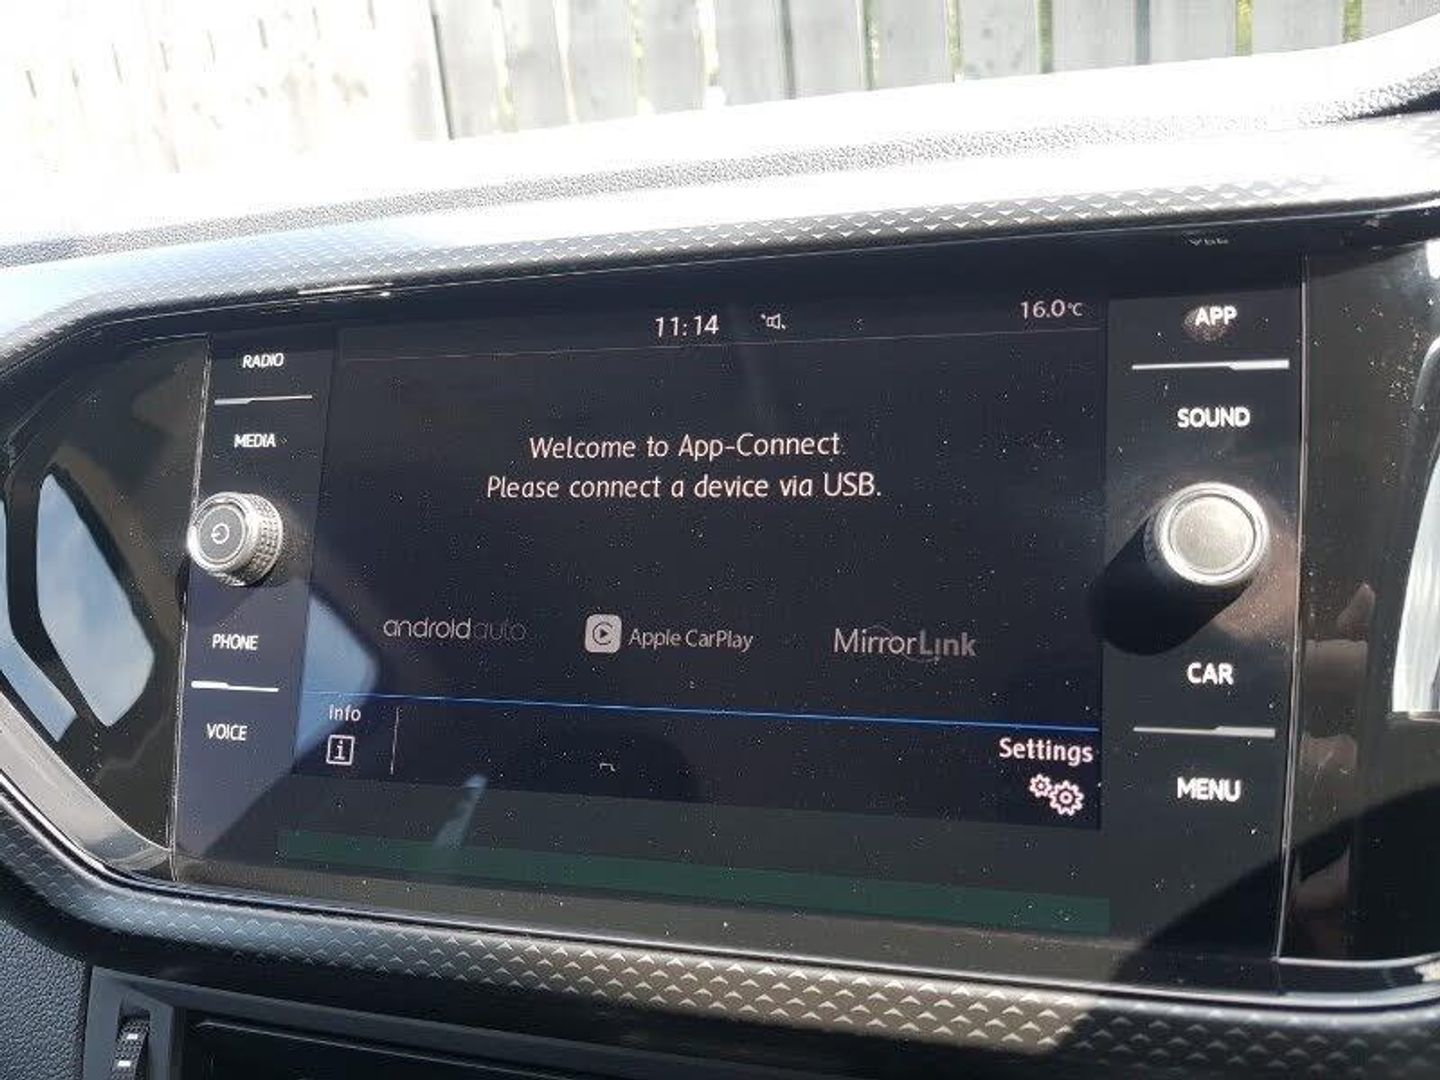 11:14 16.0°C
RADIO
MEDIA
PHONE
VOICE
Welcome to App-Connect
Please connect a device via USB.
androidauto Apple CarPlay MirrorLink
Info
i
Settings
APP
SOUND
CAR
MENU